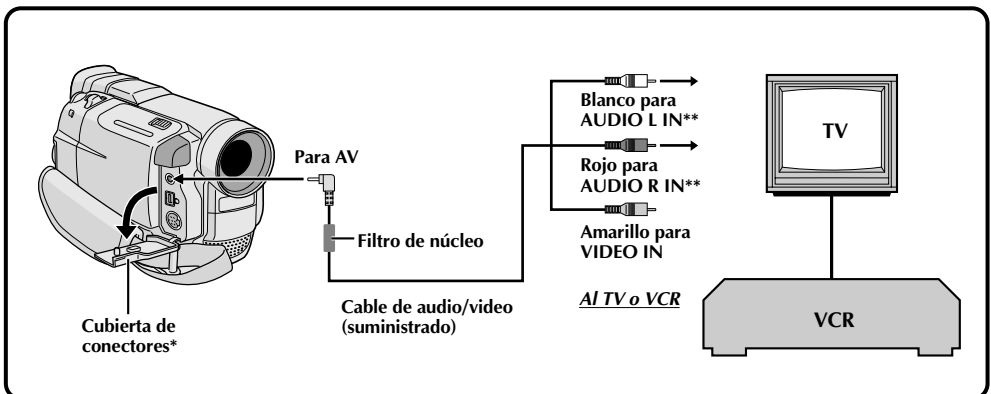 Para AV
Filtro de núcleo
Cable de audio/video
(suministrado)
Cubierta de
conectores*
Blanco para
AUDIO L IN**
Rojo para
AUDIO R IN**
Amarillo para
VIDEO IN
Al TV o VCR
TV
VCR